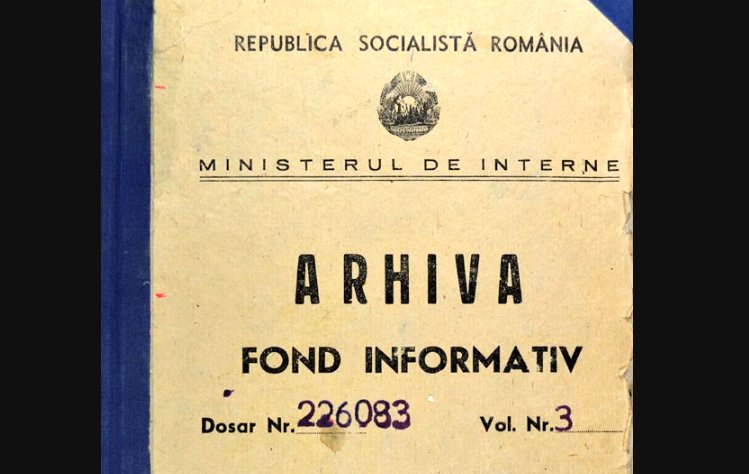 REPUBLICA SOCIALISTĂ ROMÂNIA
MINISTERUL DE INTERNE
ARHIVA
FOND INFORMATIV
Dosar Nr. 226083 Vol. Nr. 3